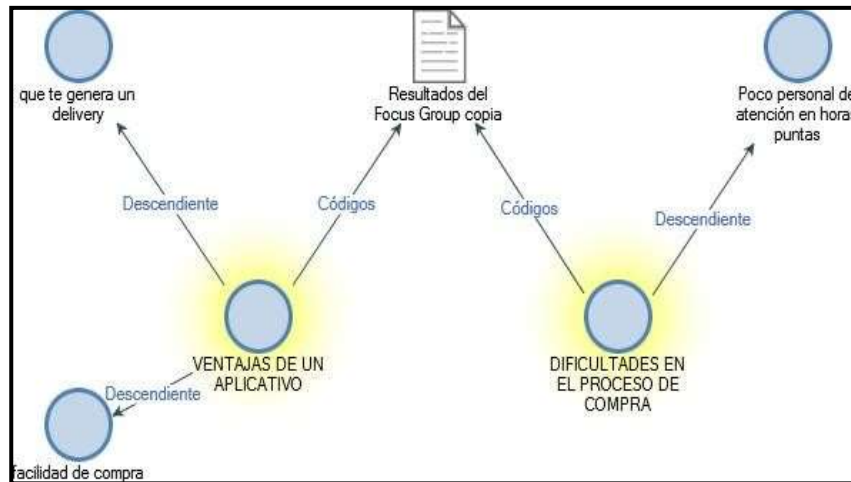 que te genera un
delivery
Resultados del
Focus Group copia
Poco personal de
atención en horas
puntas
Descendiente
Códigos
Códigos
Descendiente
VENTAJAS DE UN
APLICATIVO
DIFICULTADES EN
EL PROCESO DE
COMPRA
Descendiente
facilidad de compra